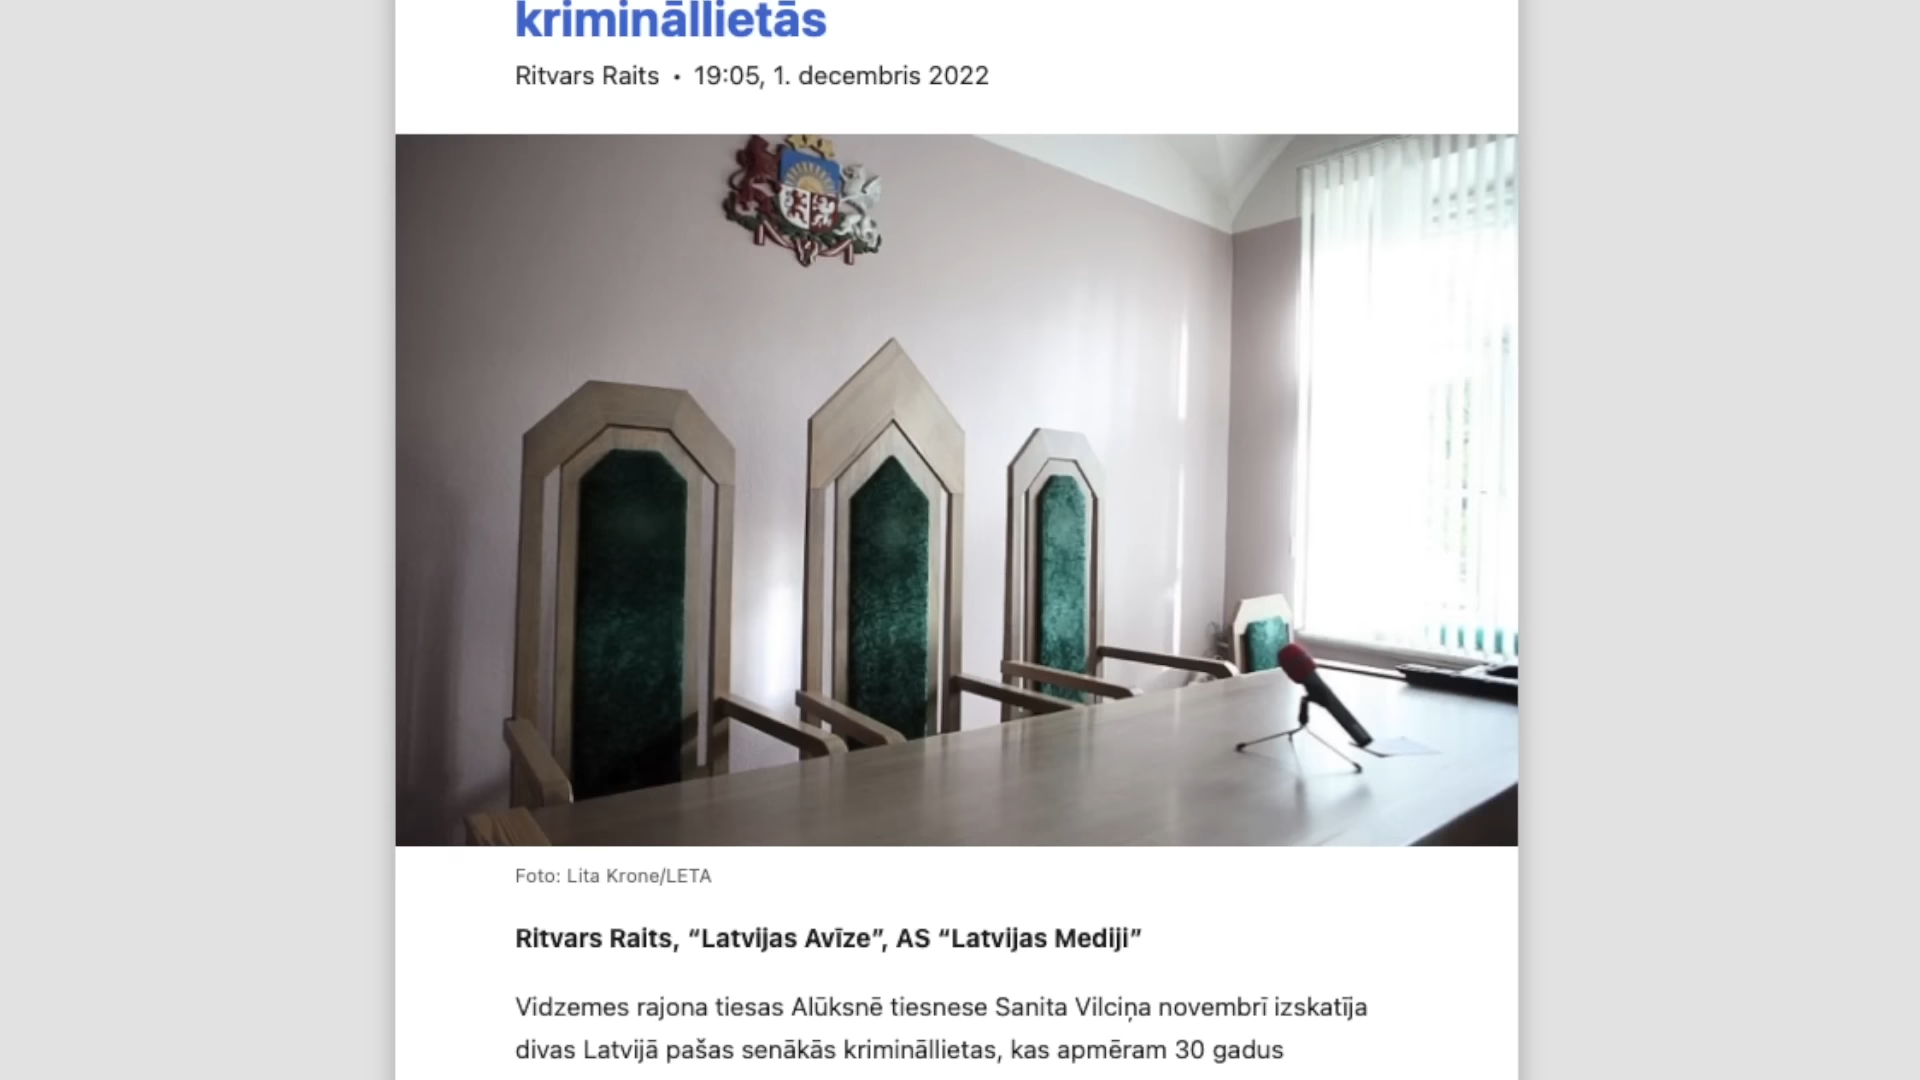 krimināllietās
Ritvars Raits • 19:05, 1. decembris 2022
Foto: Lita Krone/LETA
Ritvars Raits, “Latvijas Avīze”, AS “Latvijas Mediji”
Vidzemes rajona tiesas Alūksnē tiesnese Sanita Vilciņa novembrī izskatīja
divas Latvijā pašas senākās krimināllietas, kas apmēram 30 gadus